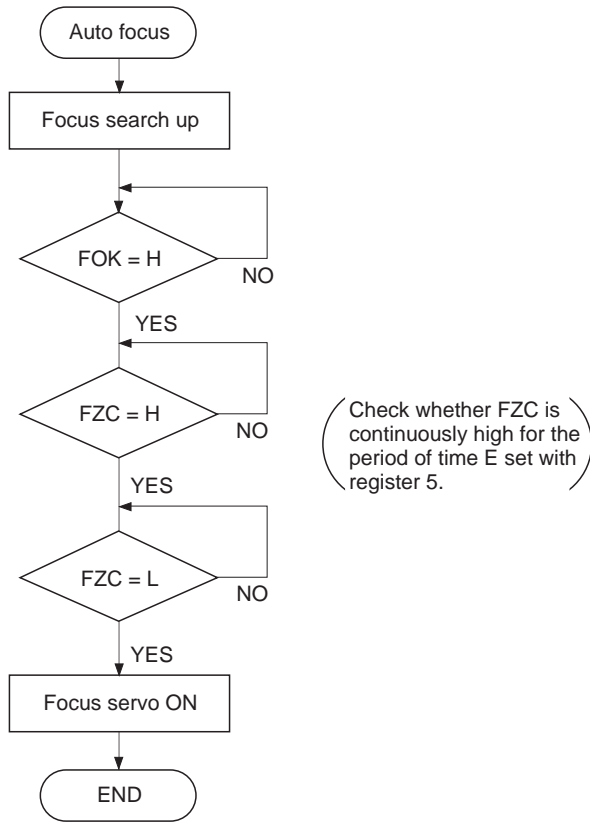 Auto focus
Focus search up
FOK = H
NO
YES
FZC = H
NO
Check whether FZC is
continuously high for the
period of time E set with
register 5.
YES
FZC = L
NO
YES
Focus servo ON
END